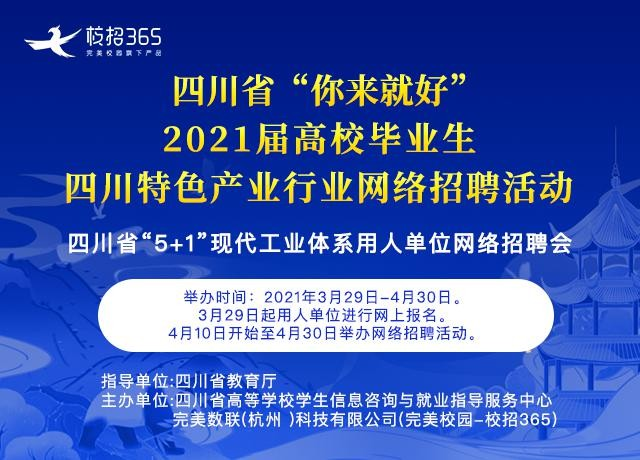 校招365
完美校园旗下产品
四川省“你来就好”
2021届高校毕业生
四川特色产业行业网络招聘活动
四川省“5+1”现代工业体系用人单位网络招聘会
举办时间：2021年3月29日-4月30日。
3月29日起用人单位进行网上报名。
4月10日开始至4月30日举办网络招聘活动。
指导单位:四川省教育厅
主办单位:四川省高等学校学生信息咨询与就业指导服务中心
完美数联(杭州 )科技有限公司(完美校园-校招365)